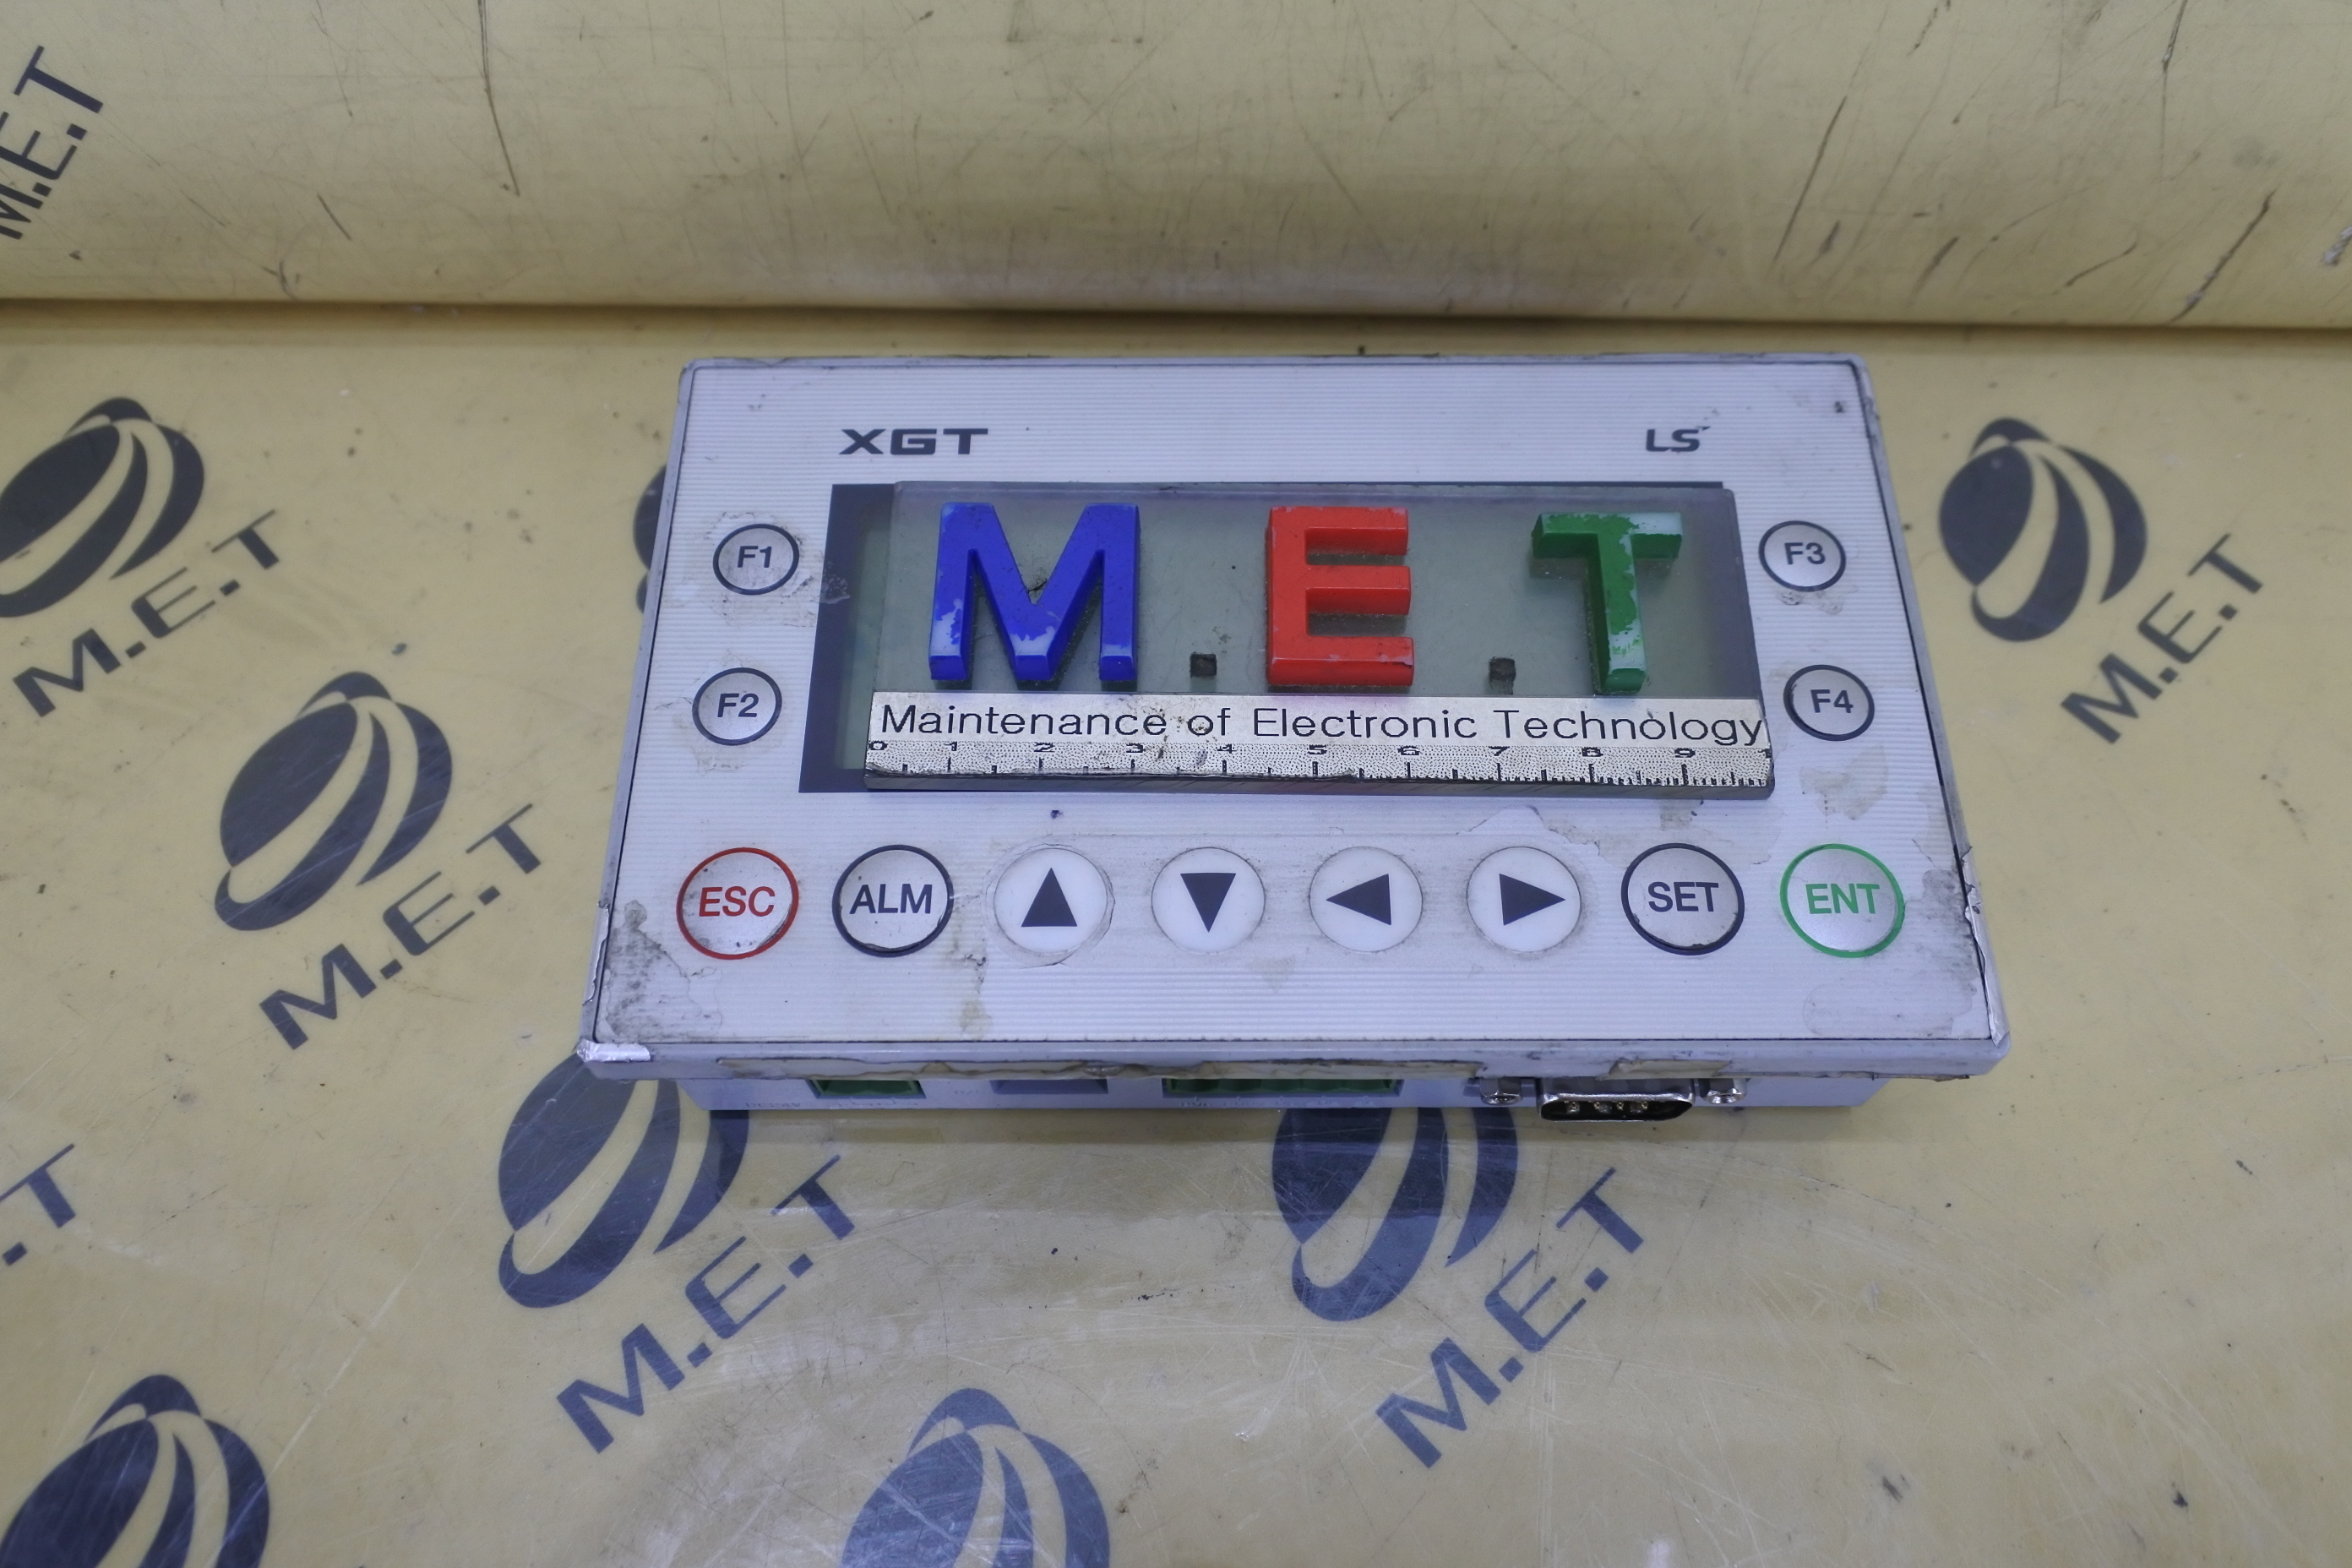 M.E.T
XGT LS
M.E.T
F1 F3
F2 F4
Maintenance of Electronic Technology
0 1 2 3 4 5 6 7 8 9 1
ESC ALM SET ENT
M.E.T
M.E.T
M.E.T
M.E.T
M.E.T